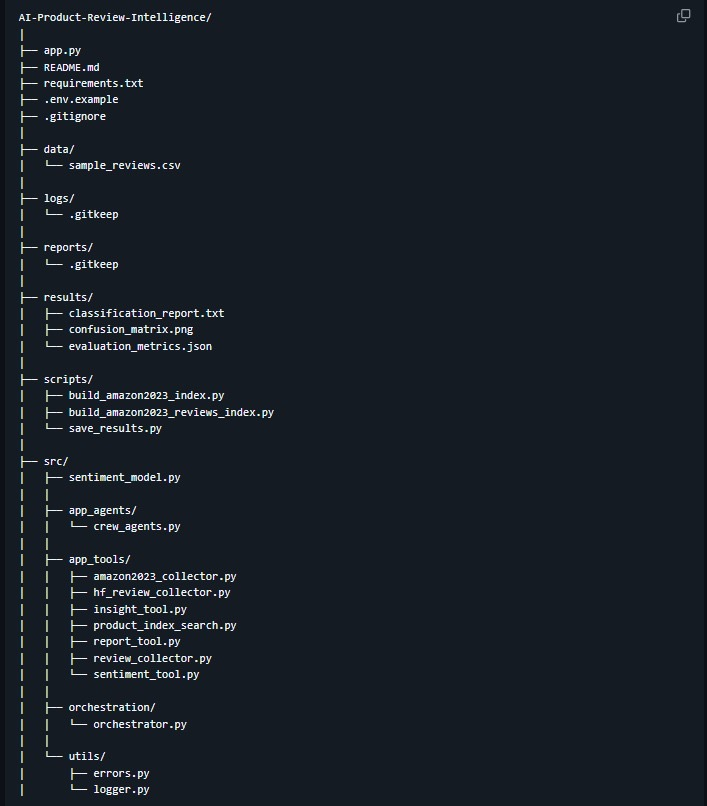 AI-Product-Review-Intelligence/
│
├── app.py
├── README.md
├── requirements.txt
├── .env.example
├── .gitignore
│
├── data/
│   └── sample_reviews.csv
│
├── logs/
│   └── .gitkeep
│
├── reports/
│   └── .gitkeep
│
├── results/
│   ├── classification_report.txt
│   ├── confusion_matrix.png
│   └── evaluation_metrics.json
│
├── scripts/
│   ├── build_amazon2023_index.py
│   ├── build_amazon2023_reviews_index.py
│   └── save_results.py
│
├── src/
│   ├── sentiment_model.py
│   │
│   ├── app_agents/
│   │   └── crew_agents.py
│   │
│   ├── app_tools/
│   │   ├── amazon2023_collector.py
│   │   ├── hf_review_collector.py
│   │   ├── insight_tool.py
│   │   ├── product_index_search.py
│   │   ├── report_tool.py
│   │   ├── review_collector.py
│   │   └── sentiment_tool.py
│   │
│   ├── orchestration/
│   │   └── orchestrator.py
│   │
│   └── utils/
│       ├── errors.py
│       └── logger.py